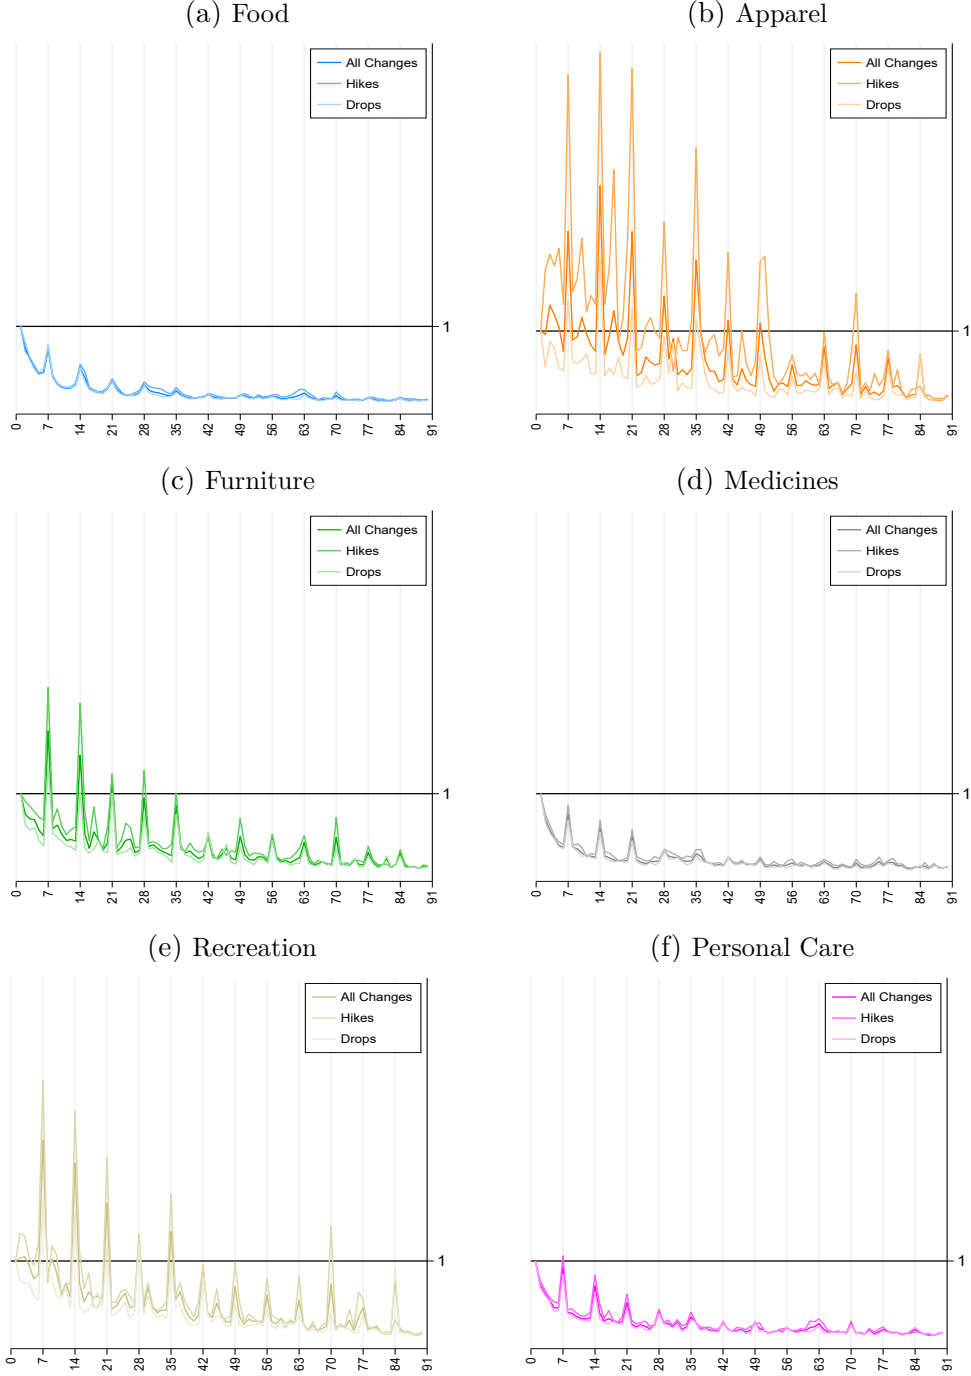 (a) Food
All Changes
Hikes
Drops
1
0 7 14 21 28 35 42 49 56 63 70 77 84 91
(b) Apparel
All Changes
Hikes
Drops
1
0 7 14 21 28 35 42 49 56 63 70 77 84 91
(c) Furniture
All Changes
Hikes
Drops
1
0 7 14 21 28 35 42 49 56 63 70 77 84 91
(d) Medicines
All Changes
Hikes
Drops
1
0 7 14 21 28 35 42 49 56 63 70 77 84 91
(e) Recreation
All Changes
Hikes
Drops
1
0 7 14 21 28 35 42 49 56 63 70 77 84 91
(f) Personal Care
All Changes
Hikes
Drops
1
0 7 14 21 28 35 42 49 56 63 70 77 84 91